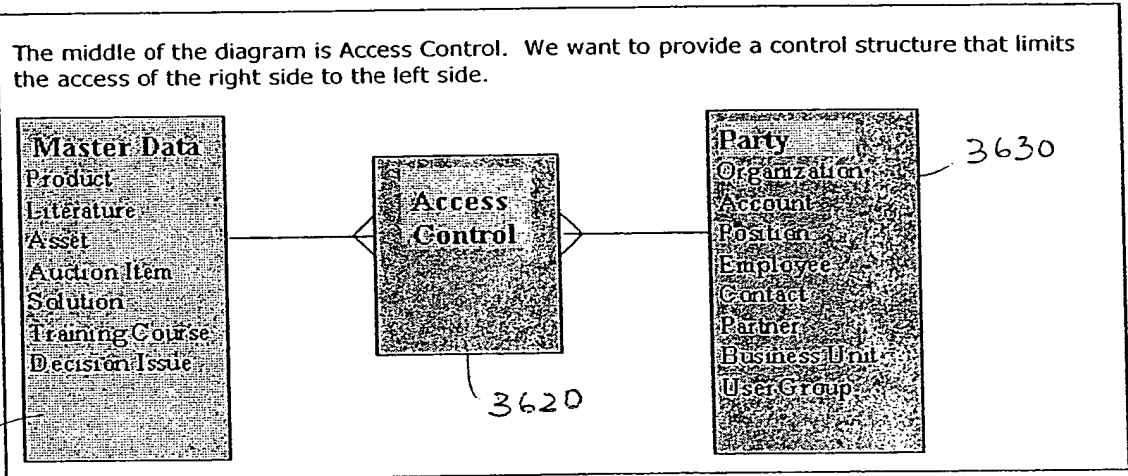 The middle of the diagram is Access Control. We want to provide a control structure that limits
the access of the right side to the left side.
Master Data
Product
Literature
Asset
Auction Item
Solution
Training Course
Decision Issue
Access
Control
3620
Party
Organization
Account
Position
Employee
Contact
Partner
Business Unit
User Group
3630